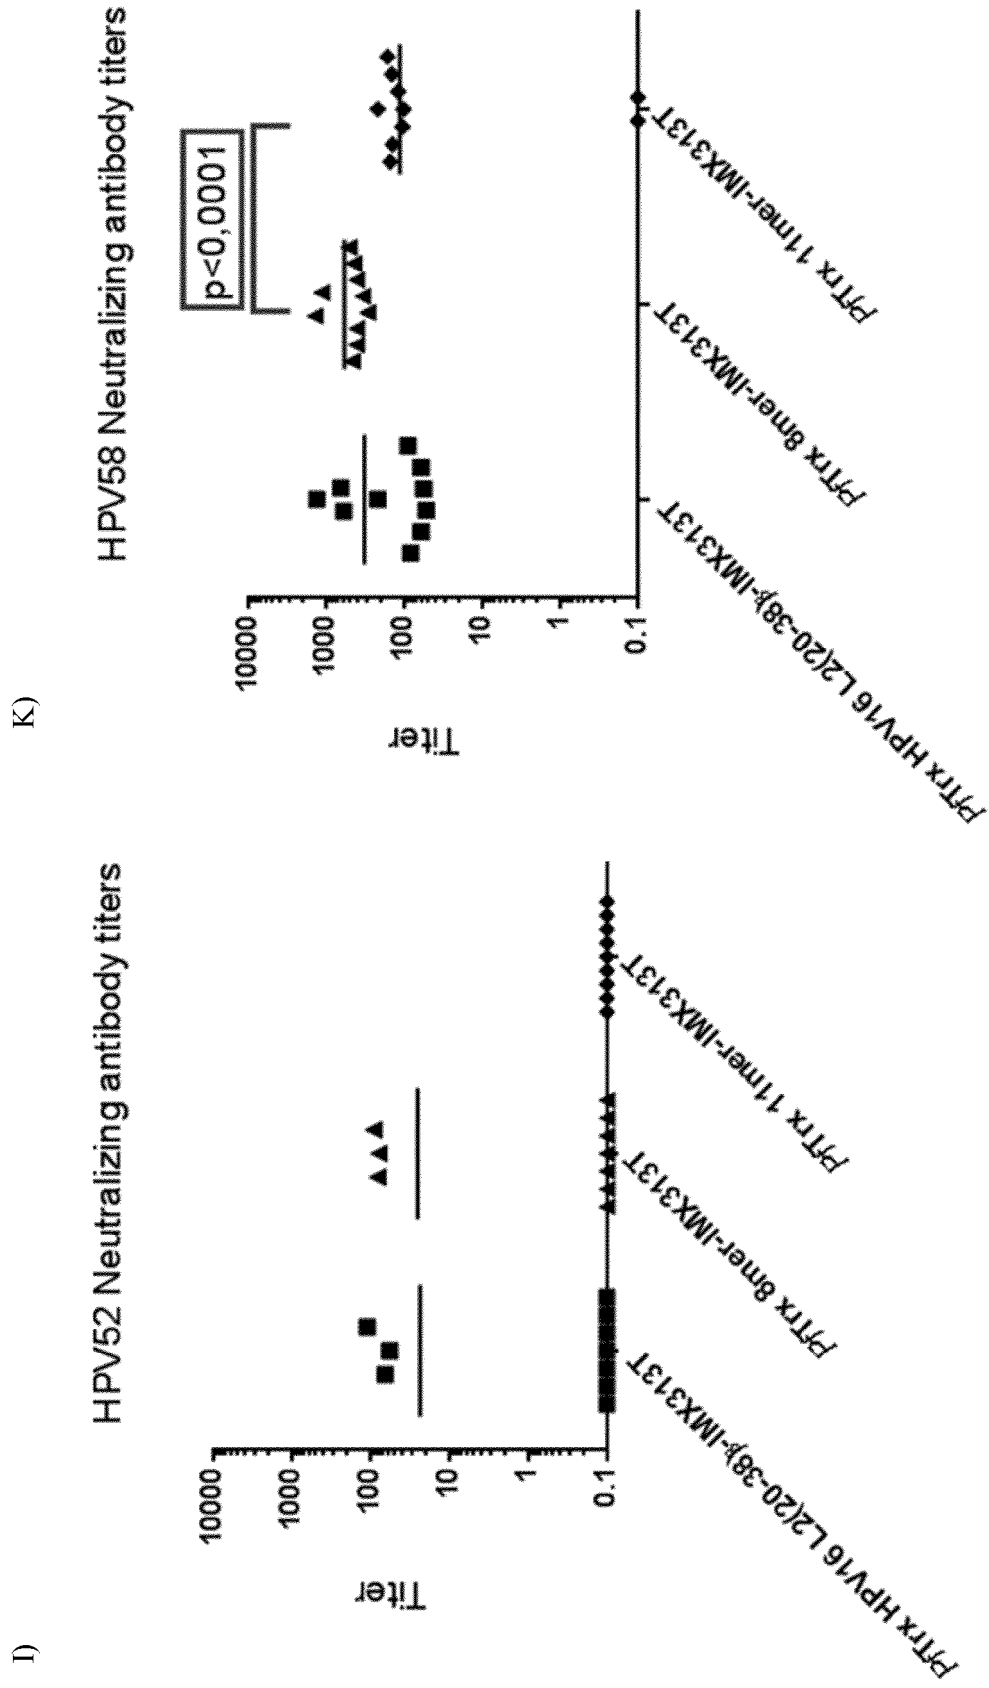 I)
HPV52 Neutralizing antibody titers
Titer
10000
1000
100
10
1
0.1
PfTrx HPV16 L2(20-38)3-IMX313T
PfTrx 8mer-IMX313T
PfTrx 11mer-IMX313T
K)
HPV58 Neutralizing antibody titers
p<0,0001
Titer
10000
1000
100
10
1
0.1
PfTrx HPV16 L2(20-38)3-IMX313T
PfTrx 8mer-IMX313T
PfTrx 11mer-IMX313T